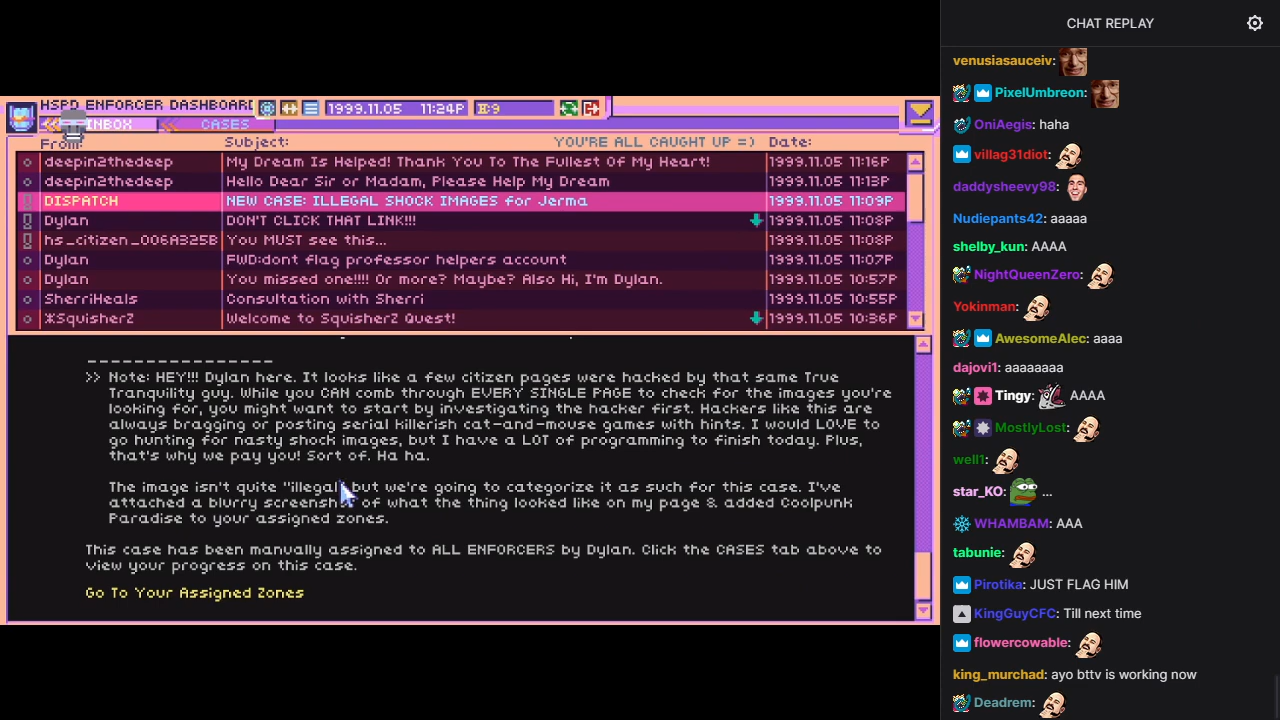 HSPD ENFORCER DASHBOARD
1999.11.05 11:24P
:9
INBOX
CASES
From:
Subject:
YOU'RE ALL CAUGHT UP =)
Date:
deepin2thedeep My Dream Is Helped! Thank You To The Fullest Of My Heart! 1999.11.05 11:16P
deepin2thedeep Hello Dear Sir or Madam, Please Help My Dream 1999.11.05 11:13P
DISPATCH NEW CASE: ILLEGAL SHOCK IMAGES for Jerma 1999.11.05 11:09P
Dylan DON'T CLICK THAT LINK!!! 1999.11.05 11:08P
hs_citizen_006A325B You MUST see this... 1999.11.05 11:08P
Dylan FWD:dont flag professor helpers account 1999.11.05 11:07P
Dylan You missed one!!!! Or more? Maybe? Also Hi, I'm Dylan. 1999.11.05 10:57P
SherriHeals Consultation with Sherri 1999.11.05 10:55P
ЖSquisherZ Welcome to SquisherZ Quest! 1999.11.05 10:36P
----------------
>> Note: HEY!!! Dylan here. It looks like a few citizen pages were hacked by that same True
Tranquility guy. While you CAN comb through EVERY SINGLE PAGE to check for the images you're
looking for, you might want to start by investigating the hacker first. Hackers like this are
always bragging or posting serial killerish cat-and-mouse games with hints. I would LOVE to
go hunting for nasty shock images, but I have a LOT of programming to finish today. Plus,
that's why we pay you! Sort of. Ha ha.
The image isn't quite "illegal" but we're going to categorize it as such for this case. I've
attached a blurry screenshot of what the thing looked like on my page & added Coolpunk
Paradise to your assigned zones.
This case has been manually assigned to ALL ENFORCERS by Dylan. Click the CASES tab above to
view your progress on this case.
Go To Your Assigned Zones
CHAT REPLAY
venusiasauceiv:
PixelUmbreon:
OniAegis: haha
villag31diot:
daddysheevy98:
Nudiepants42: aaaaa
shelby_kun: AAAA
NightQueenZero:
Yokinman:
AwesomeAlec: aaaa
dajovi1: aaaaaaaa
Tingy: AAAA
MostlyLost:
well1:
star_KO: ...
WHAMBAM: AAA
tabunie:
Pirotika: JUST FLAG HIM
KingGuyCFC: Till next time
flowercowable:
king_murchad: ayo bttv is working now
Deadrem: